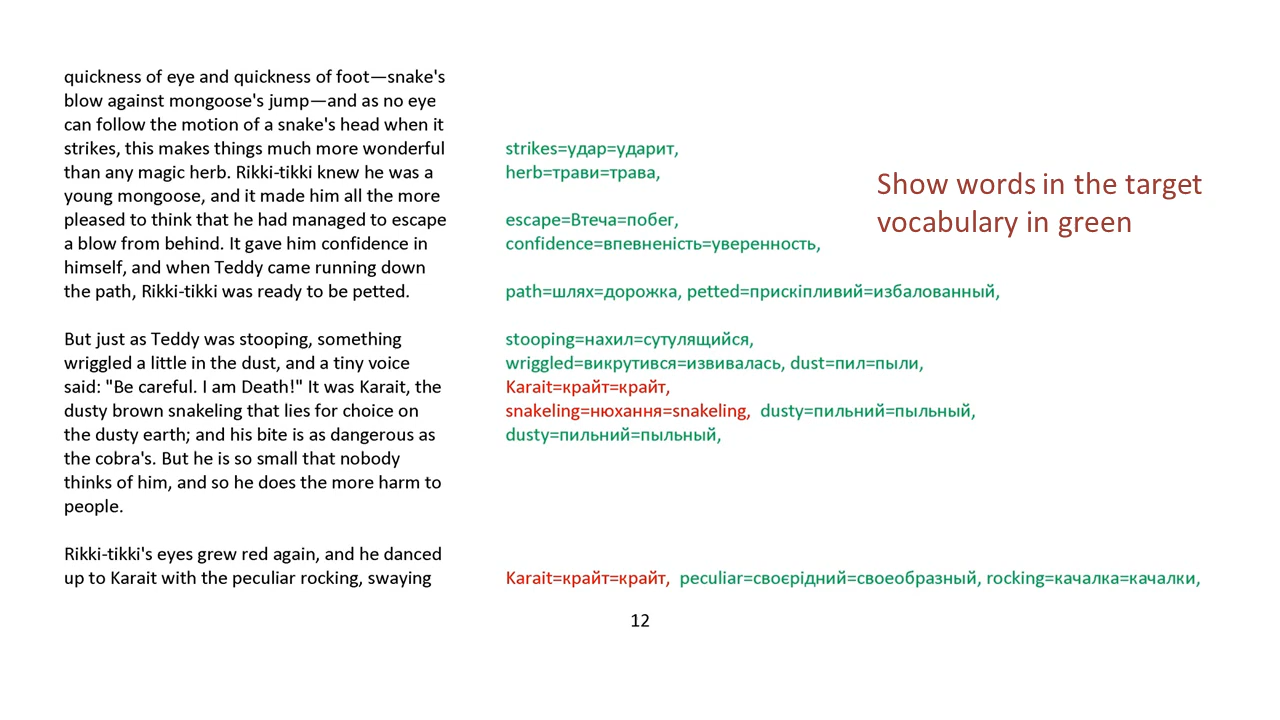 quickness of eye and quickness of foot—snake's
blow against mongoose's jump—and as no eye
can follow the motion of a snake's head when it
strikes, this makes things much more wonderful
than any magic herb. Rikki-tikki knew he was a
young mongoose, and it made him all the more
pleased to think that he had managed to escape
a blow from behind. It gave him confidence in
himself, and when Teddy came running down
the path, Rikki-tikki was ready to be petted.
But just as Teddy was stooping, something
wriggled a little in the dust, and a tiny voice
said: "Be careful. I am Death!" It was Karait, the
dusty brown snakeling that lies for choice on
the dusty earth; and his bite is as dangerous as
the cobra's. But he is so small that nobody
thinks of him, and so he does the more harm to
people.
Rikki-tikki's eyes grew red again, and he danced
up to Karait with the peculiar rocking, swaying
strikes=удар=ударит,
herb=трави=трава,
escape=Втеча=побег,
confidence=впевненість=уверенность,
path=шлях=дорожка, petted=прискіпливий=избалованный,
stooping=нахил=сутулящийся,
wriggled=викрутився=извивалась, dust=пил=пыли,
Karait=крайт=крайт,
snakeling=нюхання=snakeling, dusty=пильний=пыльный,
dusty=пильний=пыльный,
Karait=крайт=крайт, peculiar=своєрідний=своеобразный, rocking=качалка=качалки,
Show words in the target
vocabulary in green
12